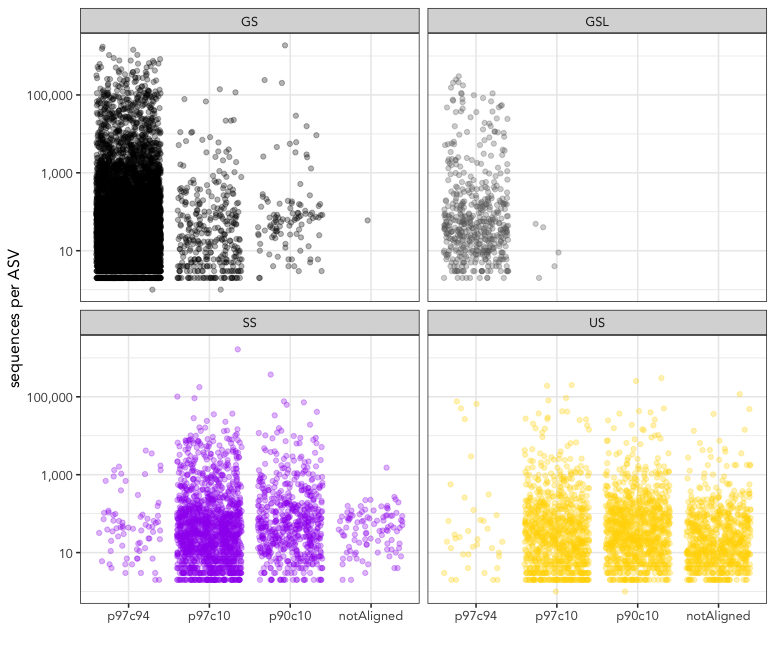 GS
GSL
100,000
1,000
10
sequences per ASV
SS
US
100,000
1,000
10
p97c94
p97c10
p90c10
notAligned
p97c94
p97c10
p90c10
notAligned